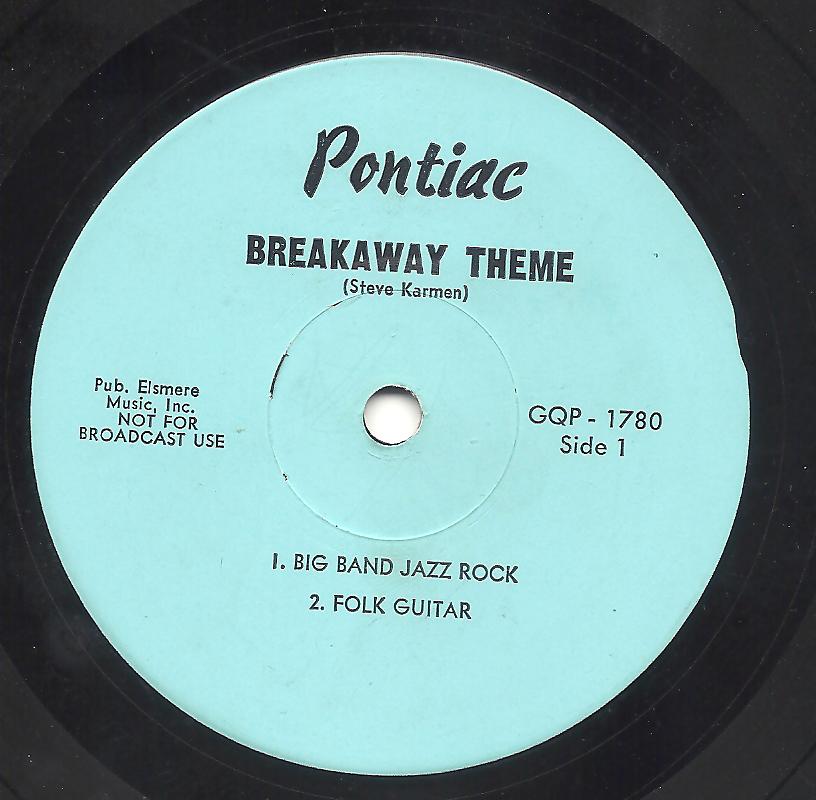 Pontiac
BREAKAWAY THEME
(Steve Karmen)
Pub. Elsmere
Music, Inc.
NOT FOR
BROADCAST USE
GQP - 1780
Side 1
1. BIG BAND JAZZ ROCK
2. FOLK GUITAR